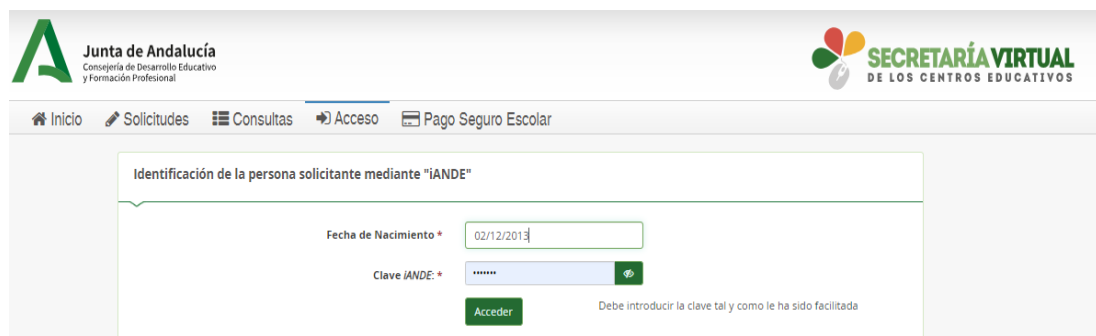 Junta de Andalucía
Consejería de Desarrollo Educativo
y Formación Profesional
SECRETARÍA VIRTUAL
DE LOS CENTROS EDUCATIVOS
Inicio Solicitudes Consultas Acceso Pago Seguro Escolar
Identificación de la persona solicitante mediante "iANDE"
Fecha de Nacimiento * 02/12/2013
Clave iANDE: * •••••••
Acceder Debe introducir la clave tal y como le ha sido facilitada